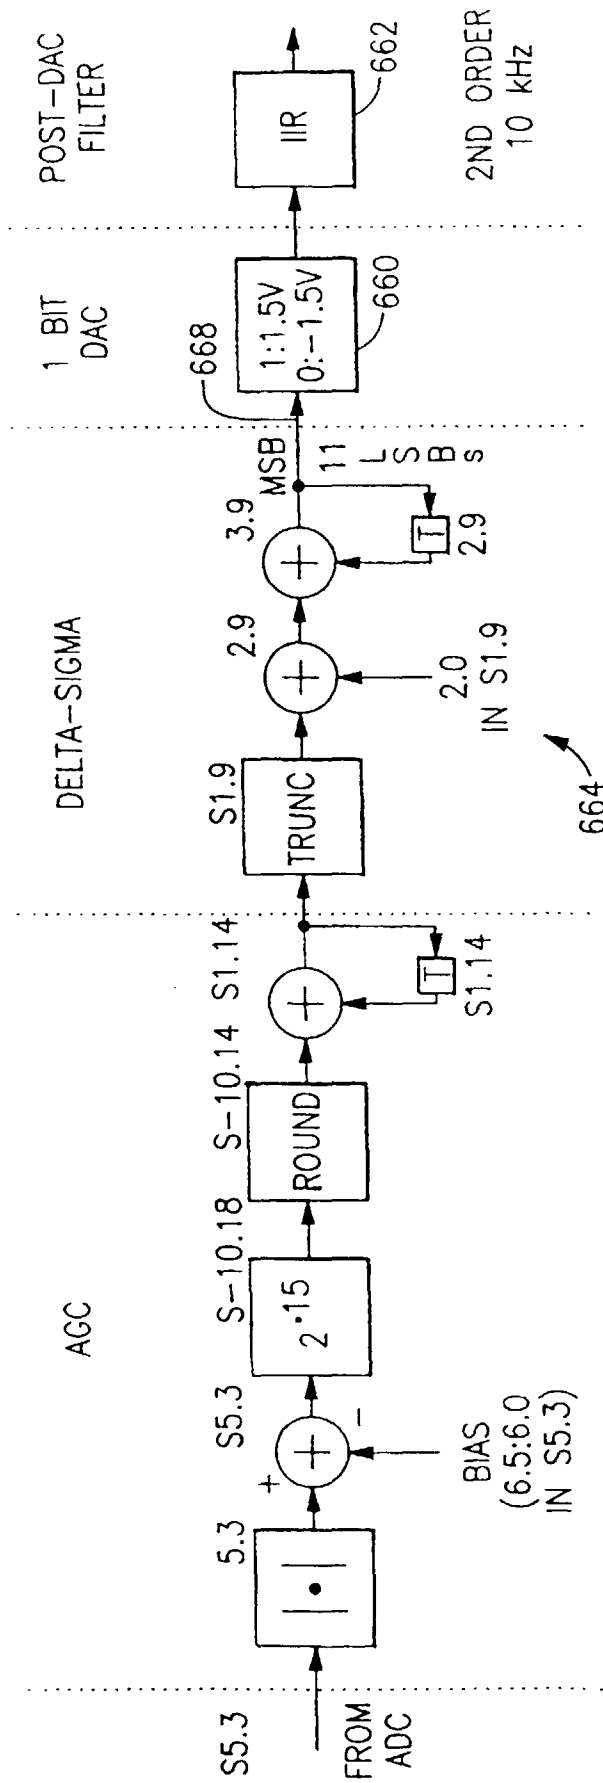 AGC
DELTA-SIGMA
1 BIT
DAC
POST-DAC
FILTER
S5.3
FROM
ADC
|•|
5.3
+
+
-
BIAS
(6.5:6.0
IN S5.3)
S5.3
2•15
S-10.18
ROUND
S-10.14
+
S1.14
T
S1.14
TRUNC
S1.9
+
2.9
2.0
IN S1.9
+
3.9
MSB
11
L
S
B
s
T
2.9
668
1:1.5V
0:-1.5V
660
IIR
662
2ND ORDER
10 kHz
664